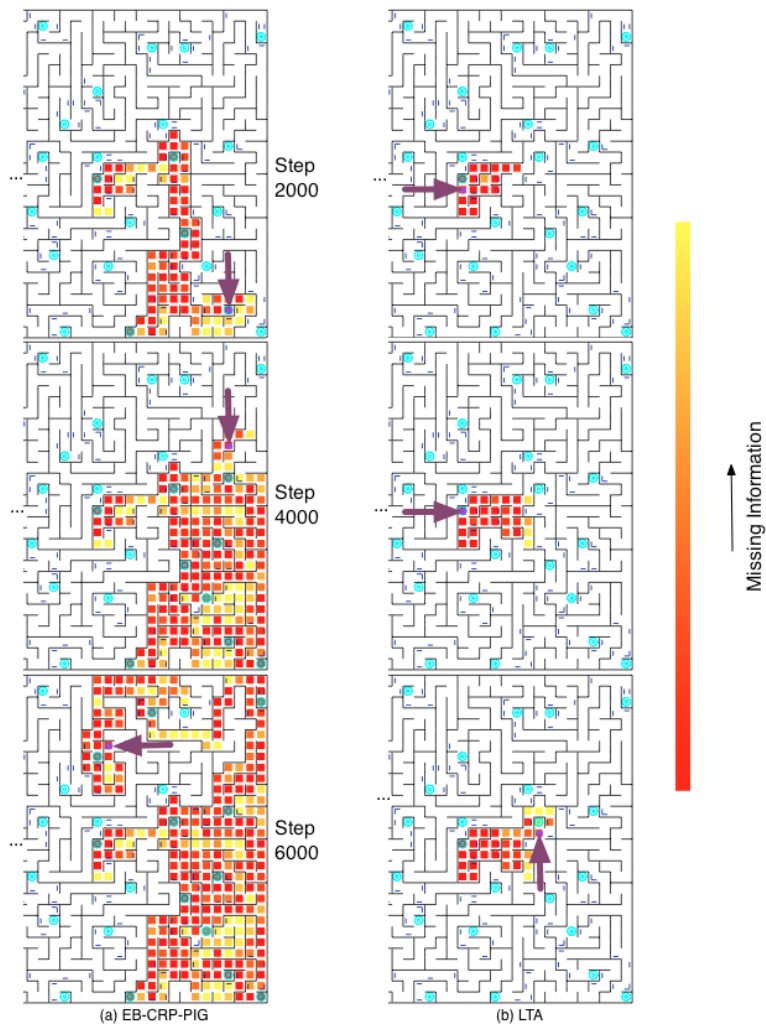 Step
2000
...
...
Step
4000
...
...
Step
6000
...
...
Missing Information
(a) EB-CRP-PIG
(b) LTA